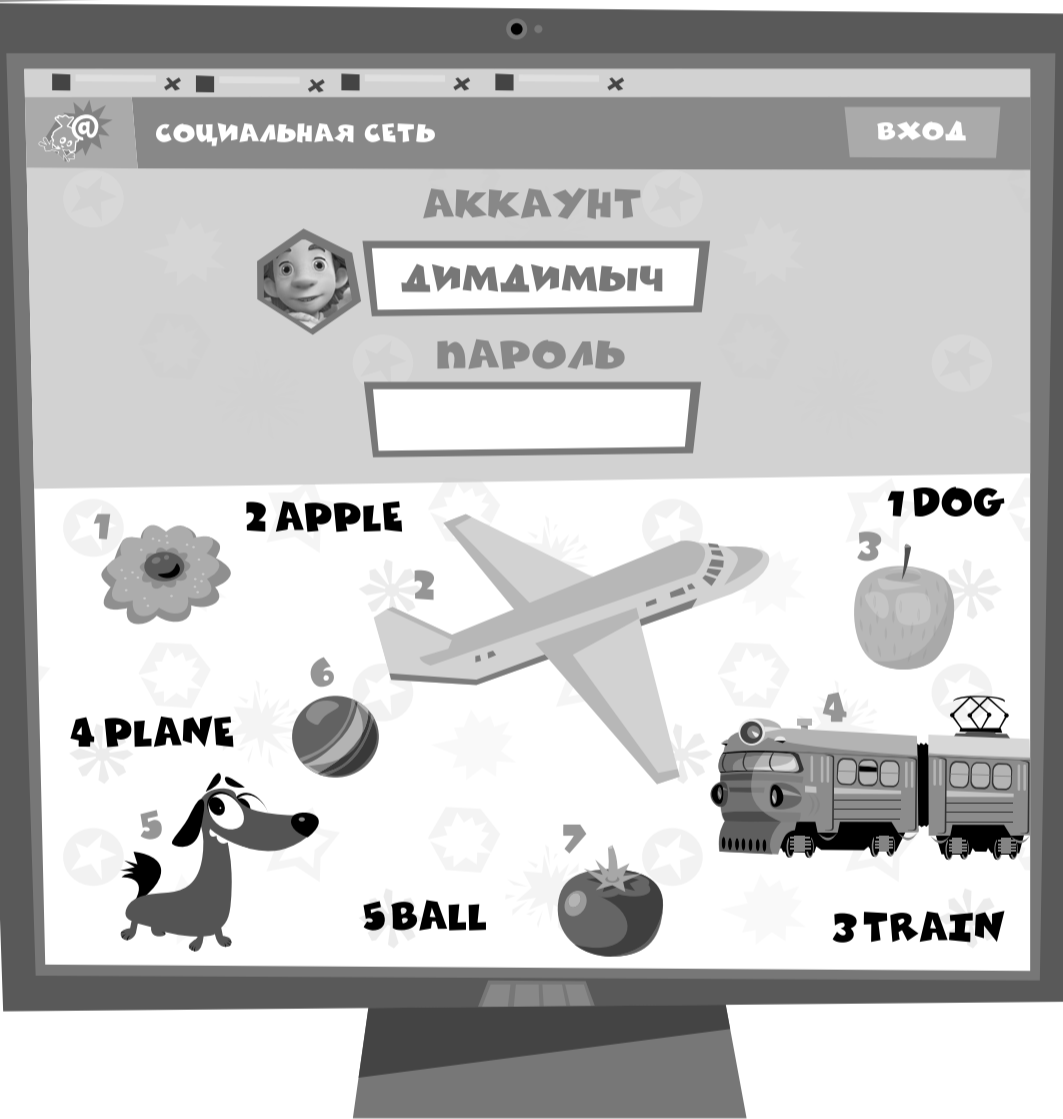 @
СОЦИАЛЬНАЯ СЕТЬ
ВХОД
АККАУНТ
ДИМДИМЫЧ
ПАРОЛЬ
1
2 APPLE
1 DOG
2
3
6
4
4 PLANE
5
7
5 BALL
3 TRAIN